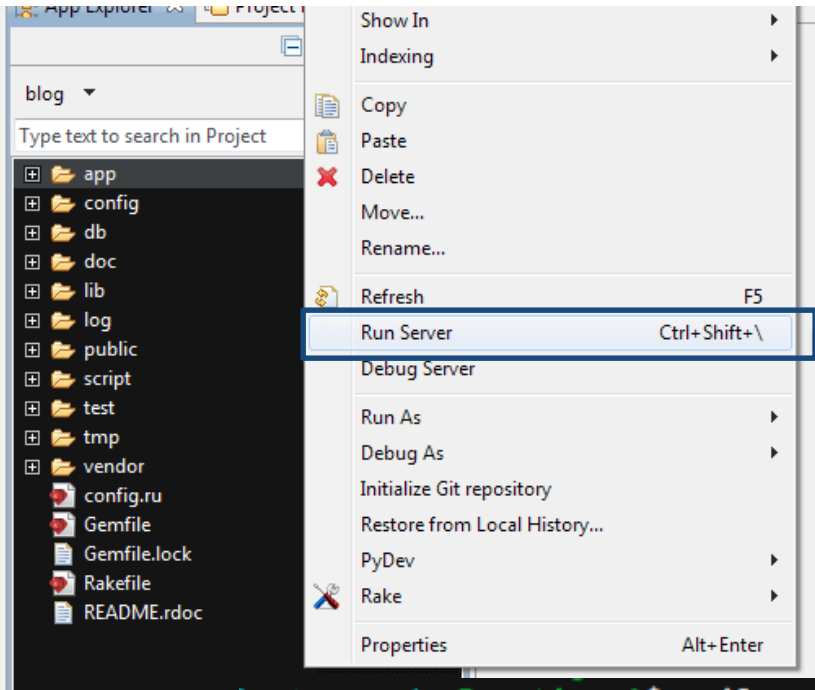 App Explorer
Project
blog
Type text to search in Project
app
config
db
doc
lib
log
public
script
test
tmp
vendor
config.ru
Gemfile
Gemfile.lock
Rakefile
README.rdoc
Show In
Indexing
Copy
Paste
Delete
Move...
Rename...
Refresh F5
Run Server Ctrl+Shift+\
Debug Server
Run As
Debug As
Initialize Git repository
Restore from Local History...
PyDev
Rake
Properties Alt+Enter